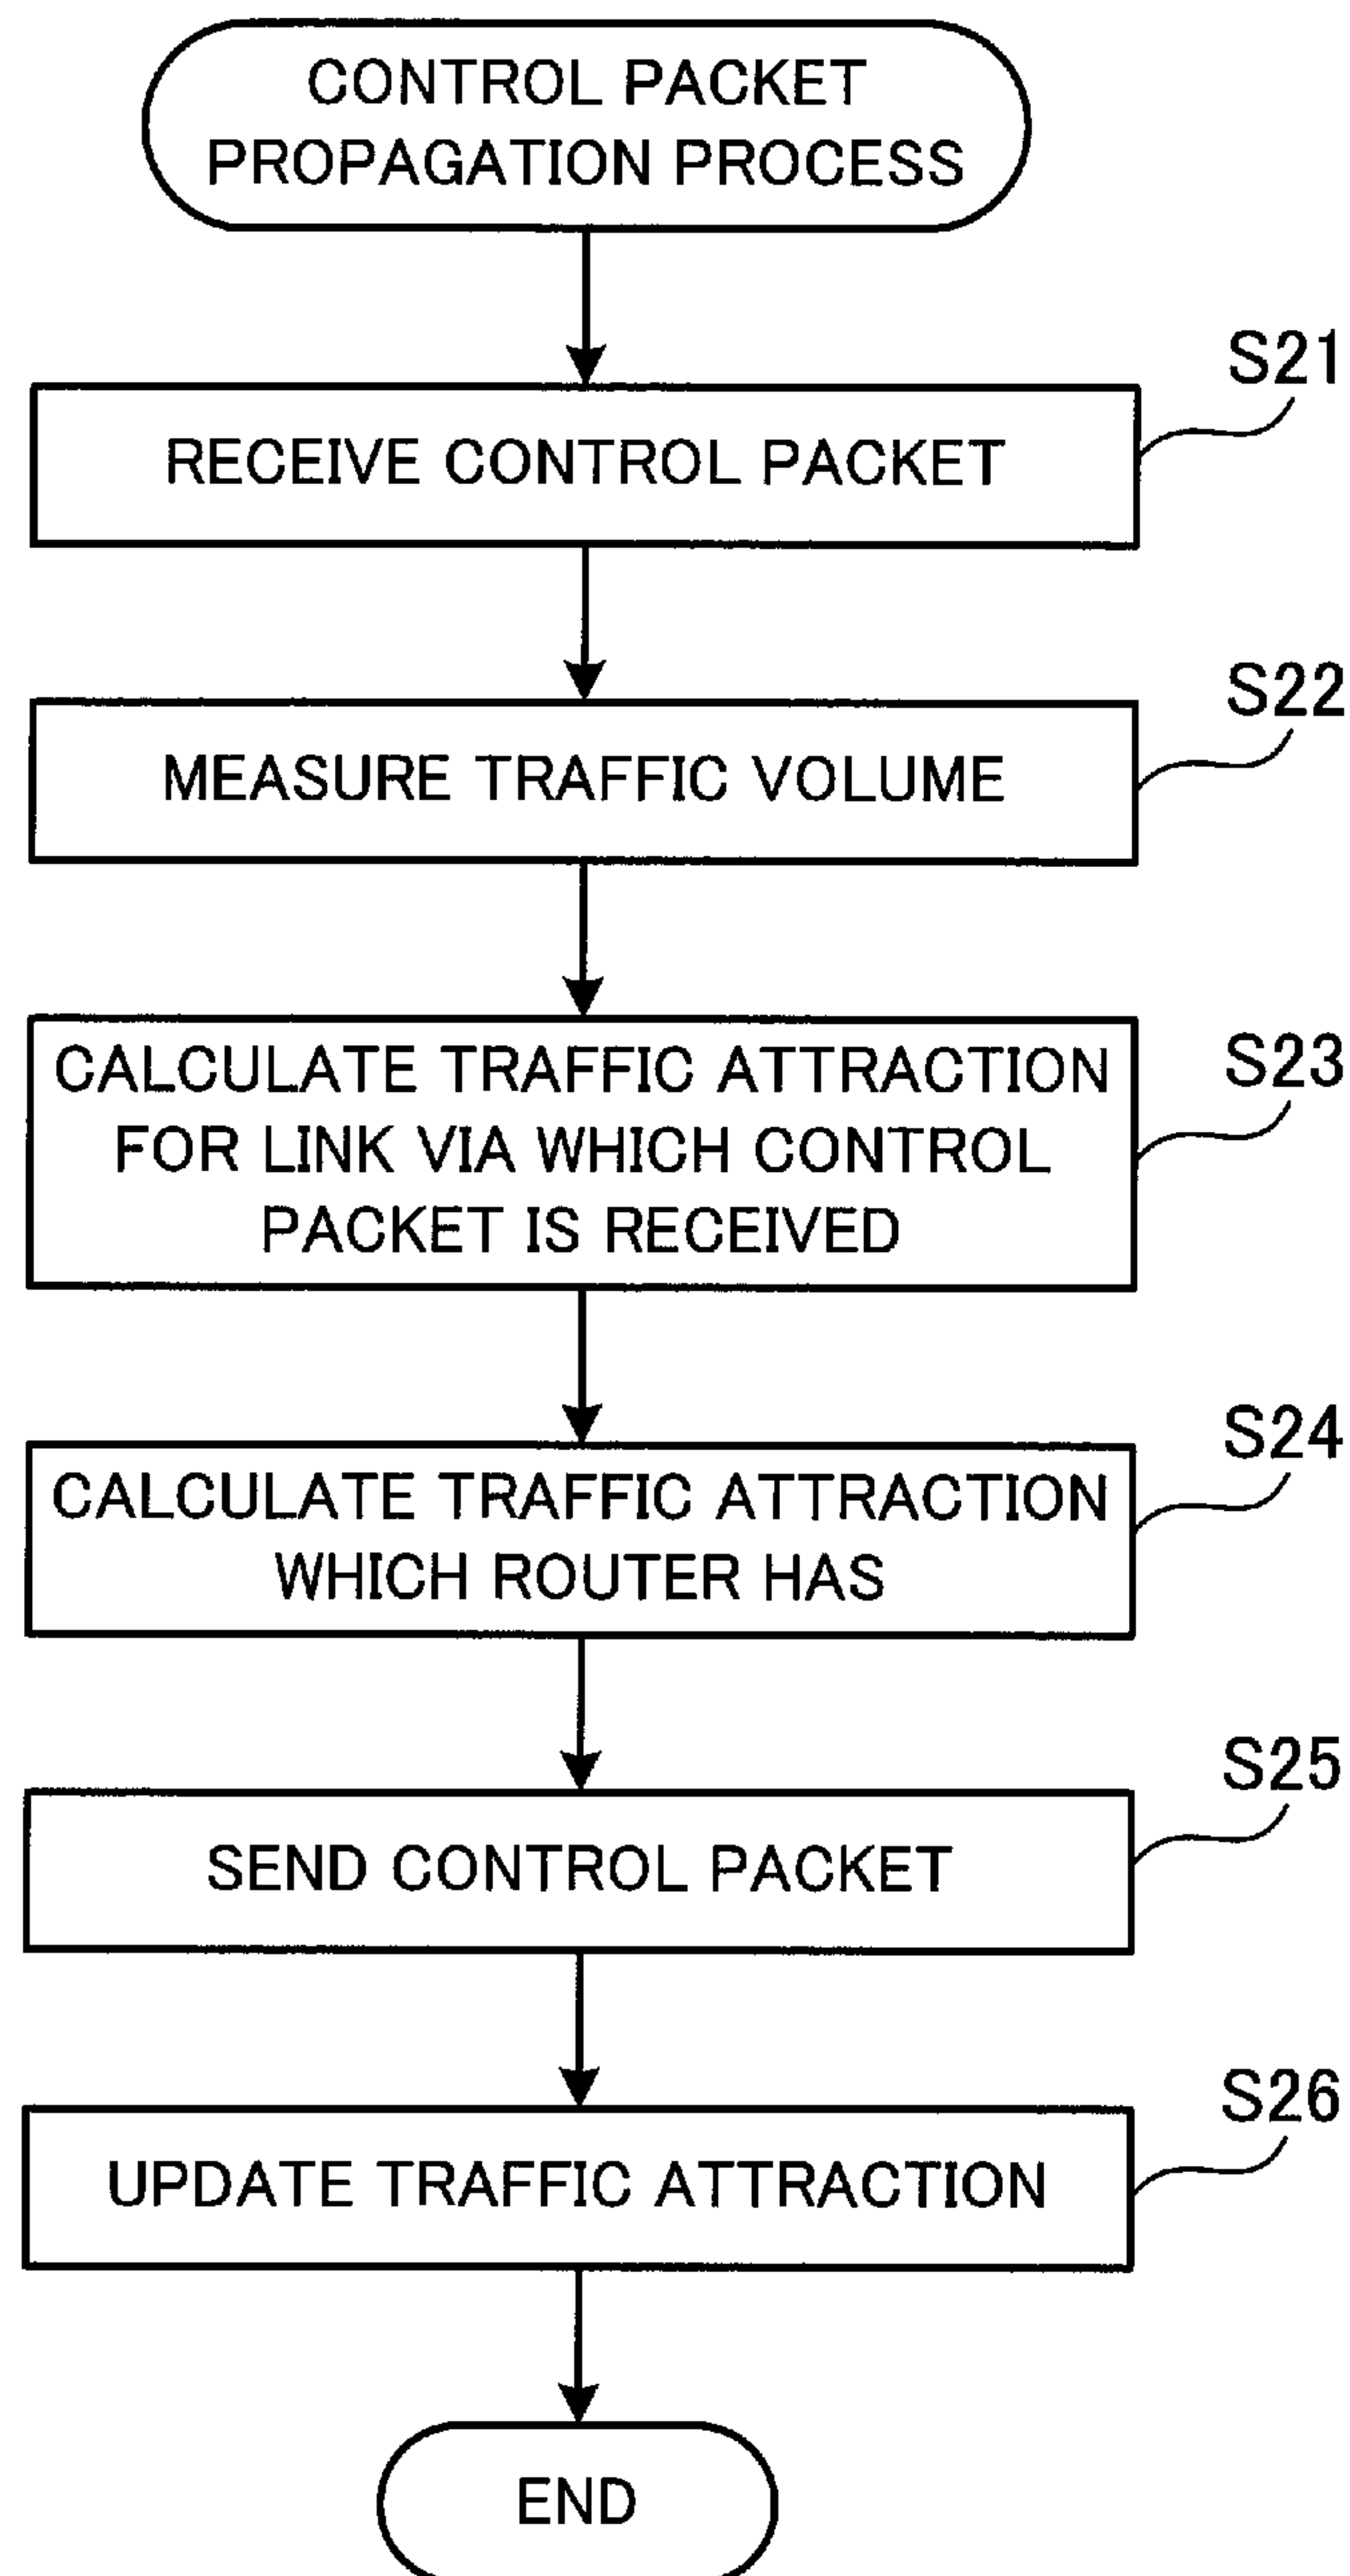 CONTROL PACKET
PROPAGATION PROCESS
S21
RECEIVE CONTROL PACKET
S22
MEASURE TRAFFIC VOLUME
S23
CALCULATE TRAFFIC ATTRACTION
FOR LINK VIA WHICH CONTROL
PACKET IS RECEIVED
S24
CALCULATE TRAFFIC ATTRACTION
WHICH ROUTER HAS
S25
SEND CONTROL PACKET
S26
UPDATE TRAFFIC ATTRACTION
END